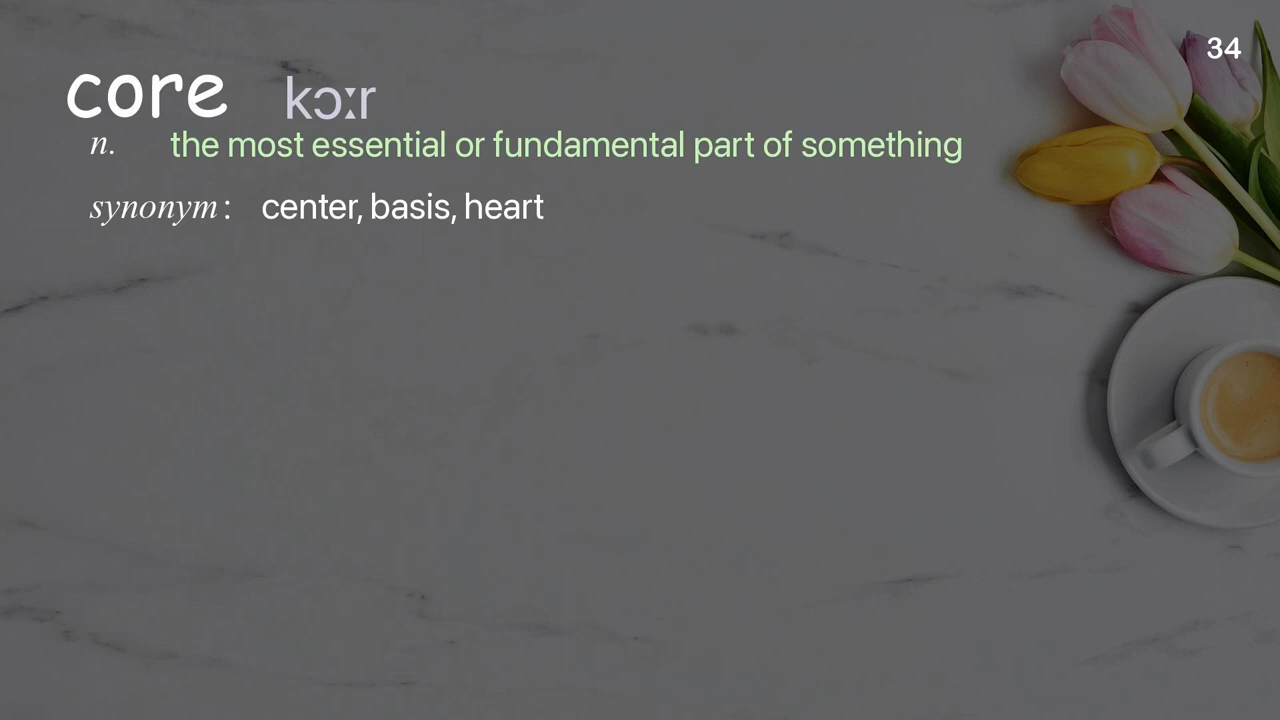 34
core kɔːr
n. the most essential or fundamental part of something
synonym: center, basis, heart